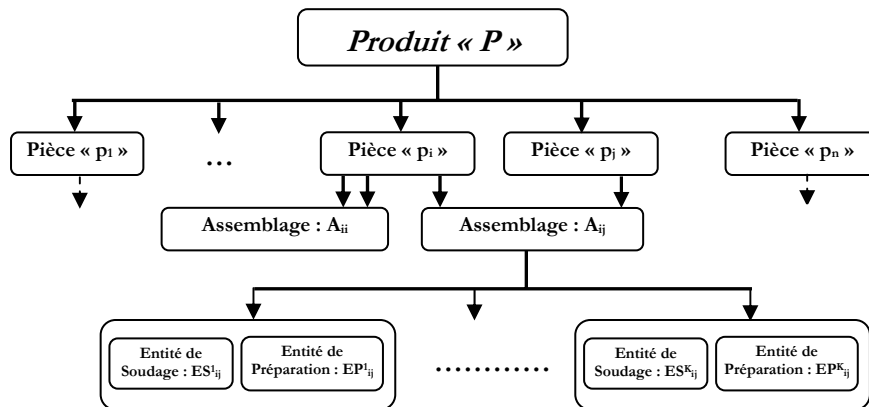 Produit « P »
Pièce « p₁ »
...
Pièce « pᵢ »
Pièce « pⱼ »
Pièce « pₙ »
Assemblage : Aᵢᵢ
Assemblage : Aᵢⱼ
Entité de
Soudage : ES¹ᵢⱼ
Entité de
Préparation : EP¹ᵢⱼ
..............
Entité de
Soudage : ESᴷᵢⱼ
Entité de
Préparation : EPᴷᵢⱼ